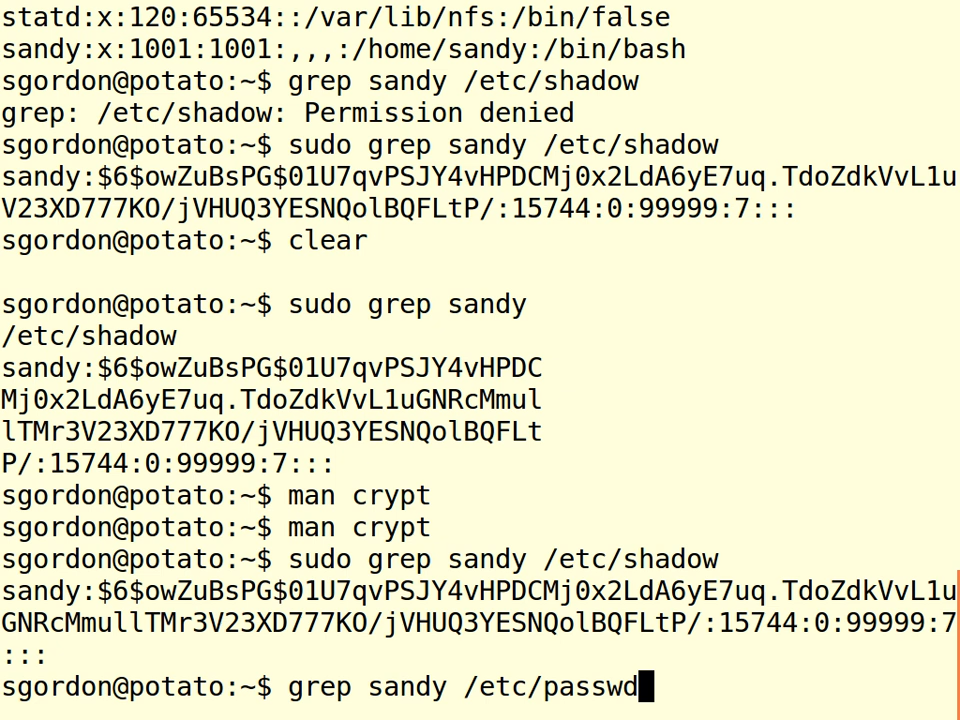 statd:x:120:65534::/var/lib/nfs:/bin/false
sandy:x:1001:1001:,,,:/home/sandy:/bin/bash
sgordon@potato:~$ grep sandy /etc/shadow
grep: /etc/shadow: Permission denied
sgordon@potato:~$ sudo grep sandy /etc/shadow
sandy:$6$owZuBsPG$01U7qvPSJY4vHPDCMj0x2LdA6yE7uq.TdoZdkVvL1u
V23XD777KO/jVHUQ3YESNQolBQFLtP/:15744:0:99999:7:::
sgordon@potato:~$ clear
sgordon@potato:~$ sudo grep sandy
/etc/shadow
sandy:$6$owZuBsPG$01U7qvPSJY4vHPDC
Mj0x2LdA6yE7uq.TdoZdkVvL1uGNRcMmul
lTMr3V23XD777KO/jVHUQ3YESNQolBQFLt
P/:15744:0:99999:7:::
sgordon@potato:~$ man crypt
sgordon@potato:~$ man crypt
sgordon@potato:~$ sudo grep sandy /etc/shadow
sandy:$6$owZuBsPG$01U7qvPSJY4vHPDCMj0x2LdA6yE7uq.TdoZdkVvL1u
GNRcMmullTMr3V23XD777KO/jVHUQ3YESNQolBQFLtP/:15744:0:99999:7
:::
sgordon@potato:~$ grep sandy /etc/passwd